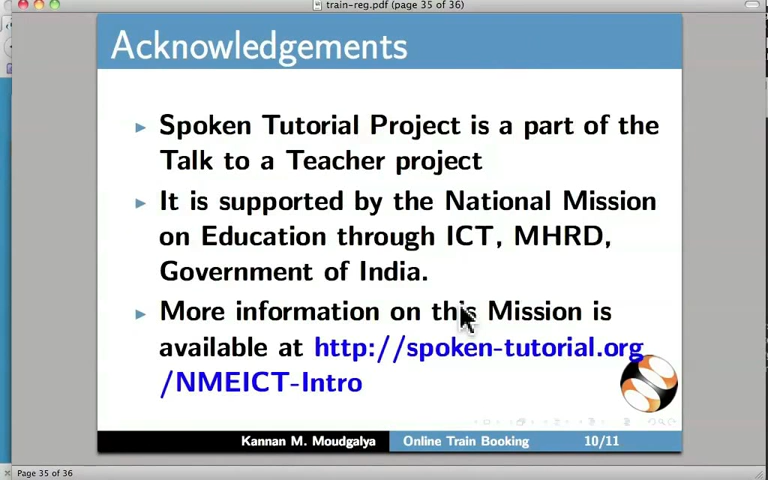 train-reg.pdf (page 35 of 36)
Acknowledgements
Spoken Tutorial Project is a part of the
Talk to a Teacher project
It is supported by the National Mission
on Education through ICT, MHRD,
Government of India.
More information on this Mission is
available at http://spoken-tutorial.org
/NMEICT-Intro
Kannan M. Moudgalya Online Train Booking 10/11
Page 35 of 36